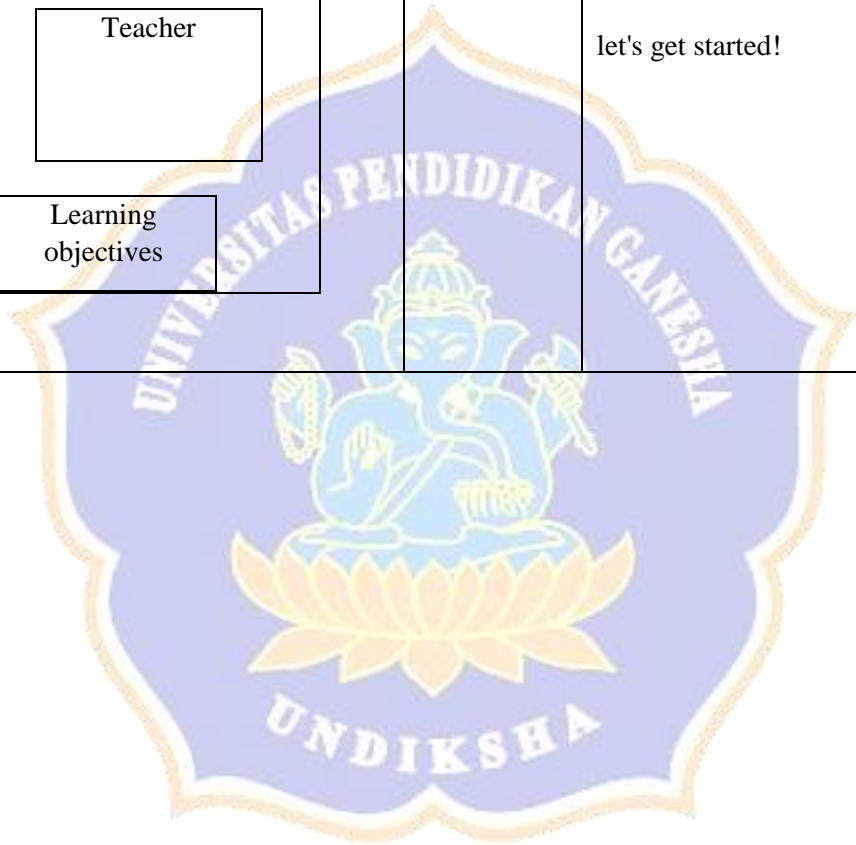 Teacher
let's get started!
Learning
objectives
UNIVERSITAS PENDIDIKAN GANESHA
UNDIKSHA